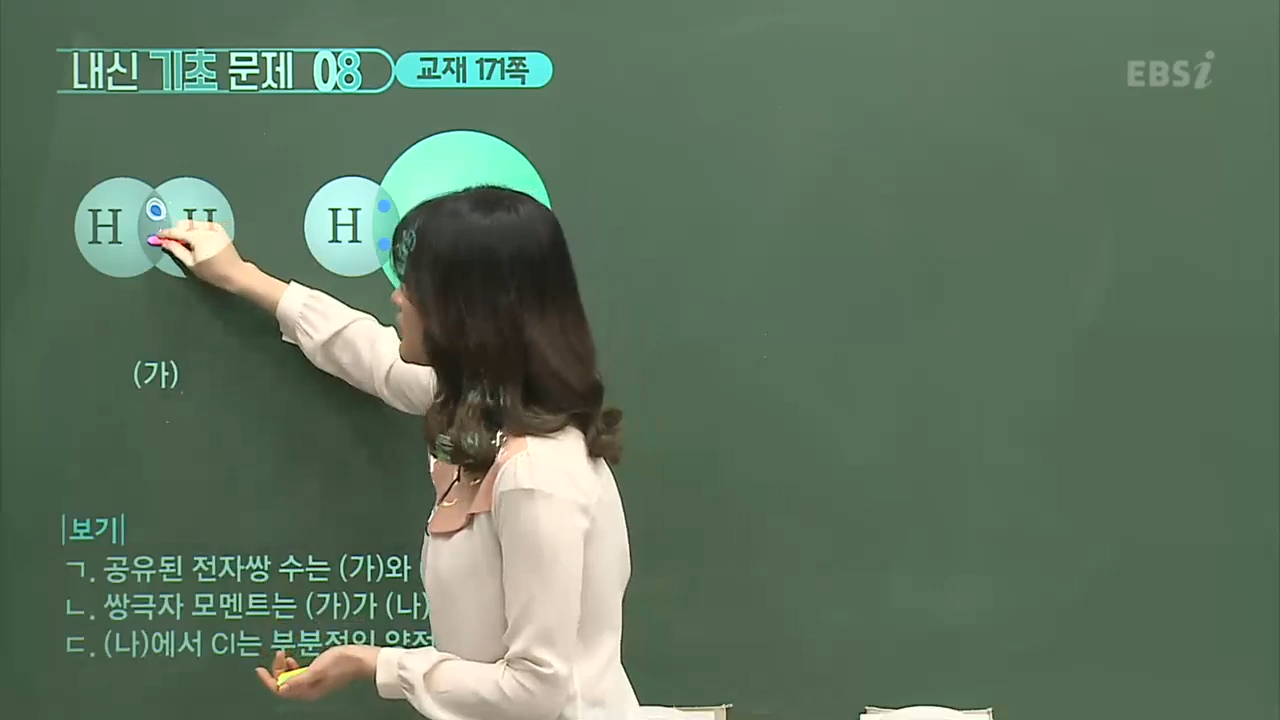 내신 기초 문제 08 교재 171쪽
EBSi
H H H
(가)
|보기|
ㄱ. 공유된 전자쌍 수는 (가)와
ㄴ. 쌍극자 모멘트는 (가)가 (나)
ㄷ. (나)에서 Cl는 부분적인